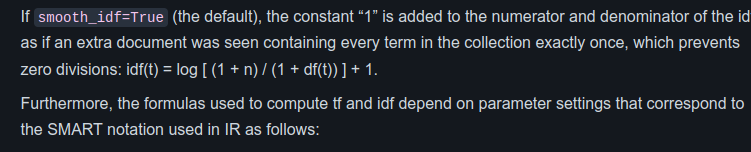 If smooth_idf=True (the default), the constant “1” is added to the numerator and denominator of the id
as if an extra document was seen containing every term in the collection exactly once, which prevents
zero divisions: idf(t) = log [ (1 + n) / (1 + df(t)) ] + 1.
Furthermore, the formulas used to compute tf and idf depend on parameter settings that correspond to
the SMART notation used in IR as follows: